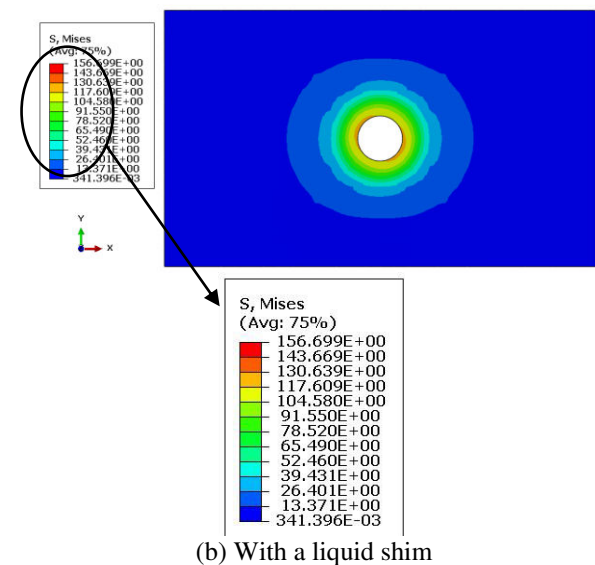 S, Mises
(Avg: 75%)
156.699E+00
143.669E+00
130.639E+00
117.609E+00
104.580E+00
91.550E+00
78.520E+00
65.490E+00
52.460E+00
39.431E+00
26.401E+00
13.371E+00
341.396E-03
Y
X
S, Mises
(Avg: 75%)
156.699E+00
143.669E+00
130.639E+00
117.609E+00
104.580E+00
91.550E+00
78.520E+00
65.490E+00
52.460E+00
39.431E+00
26.401E+00
13.371E+00
341.396E-03
(b) With a liquid shim